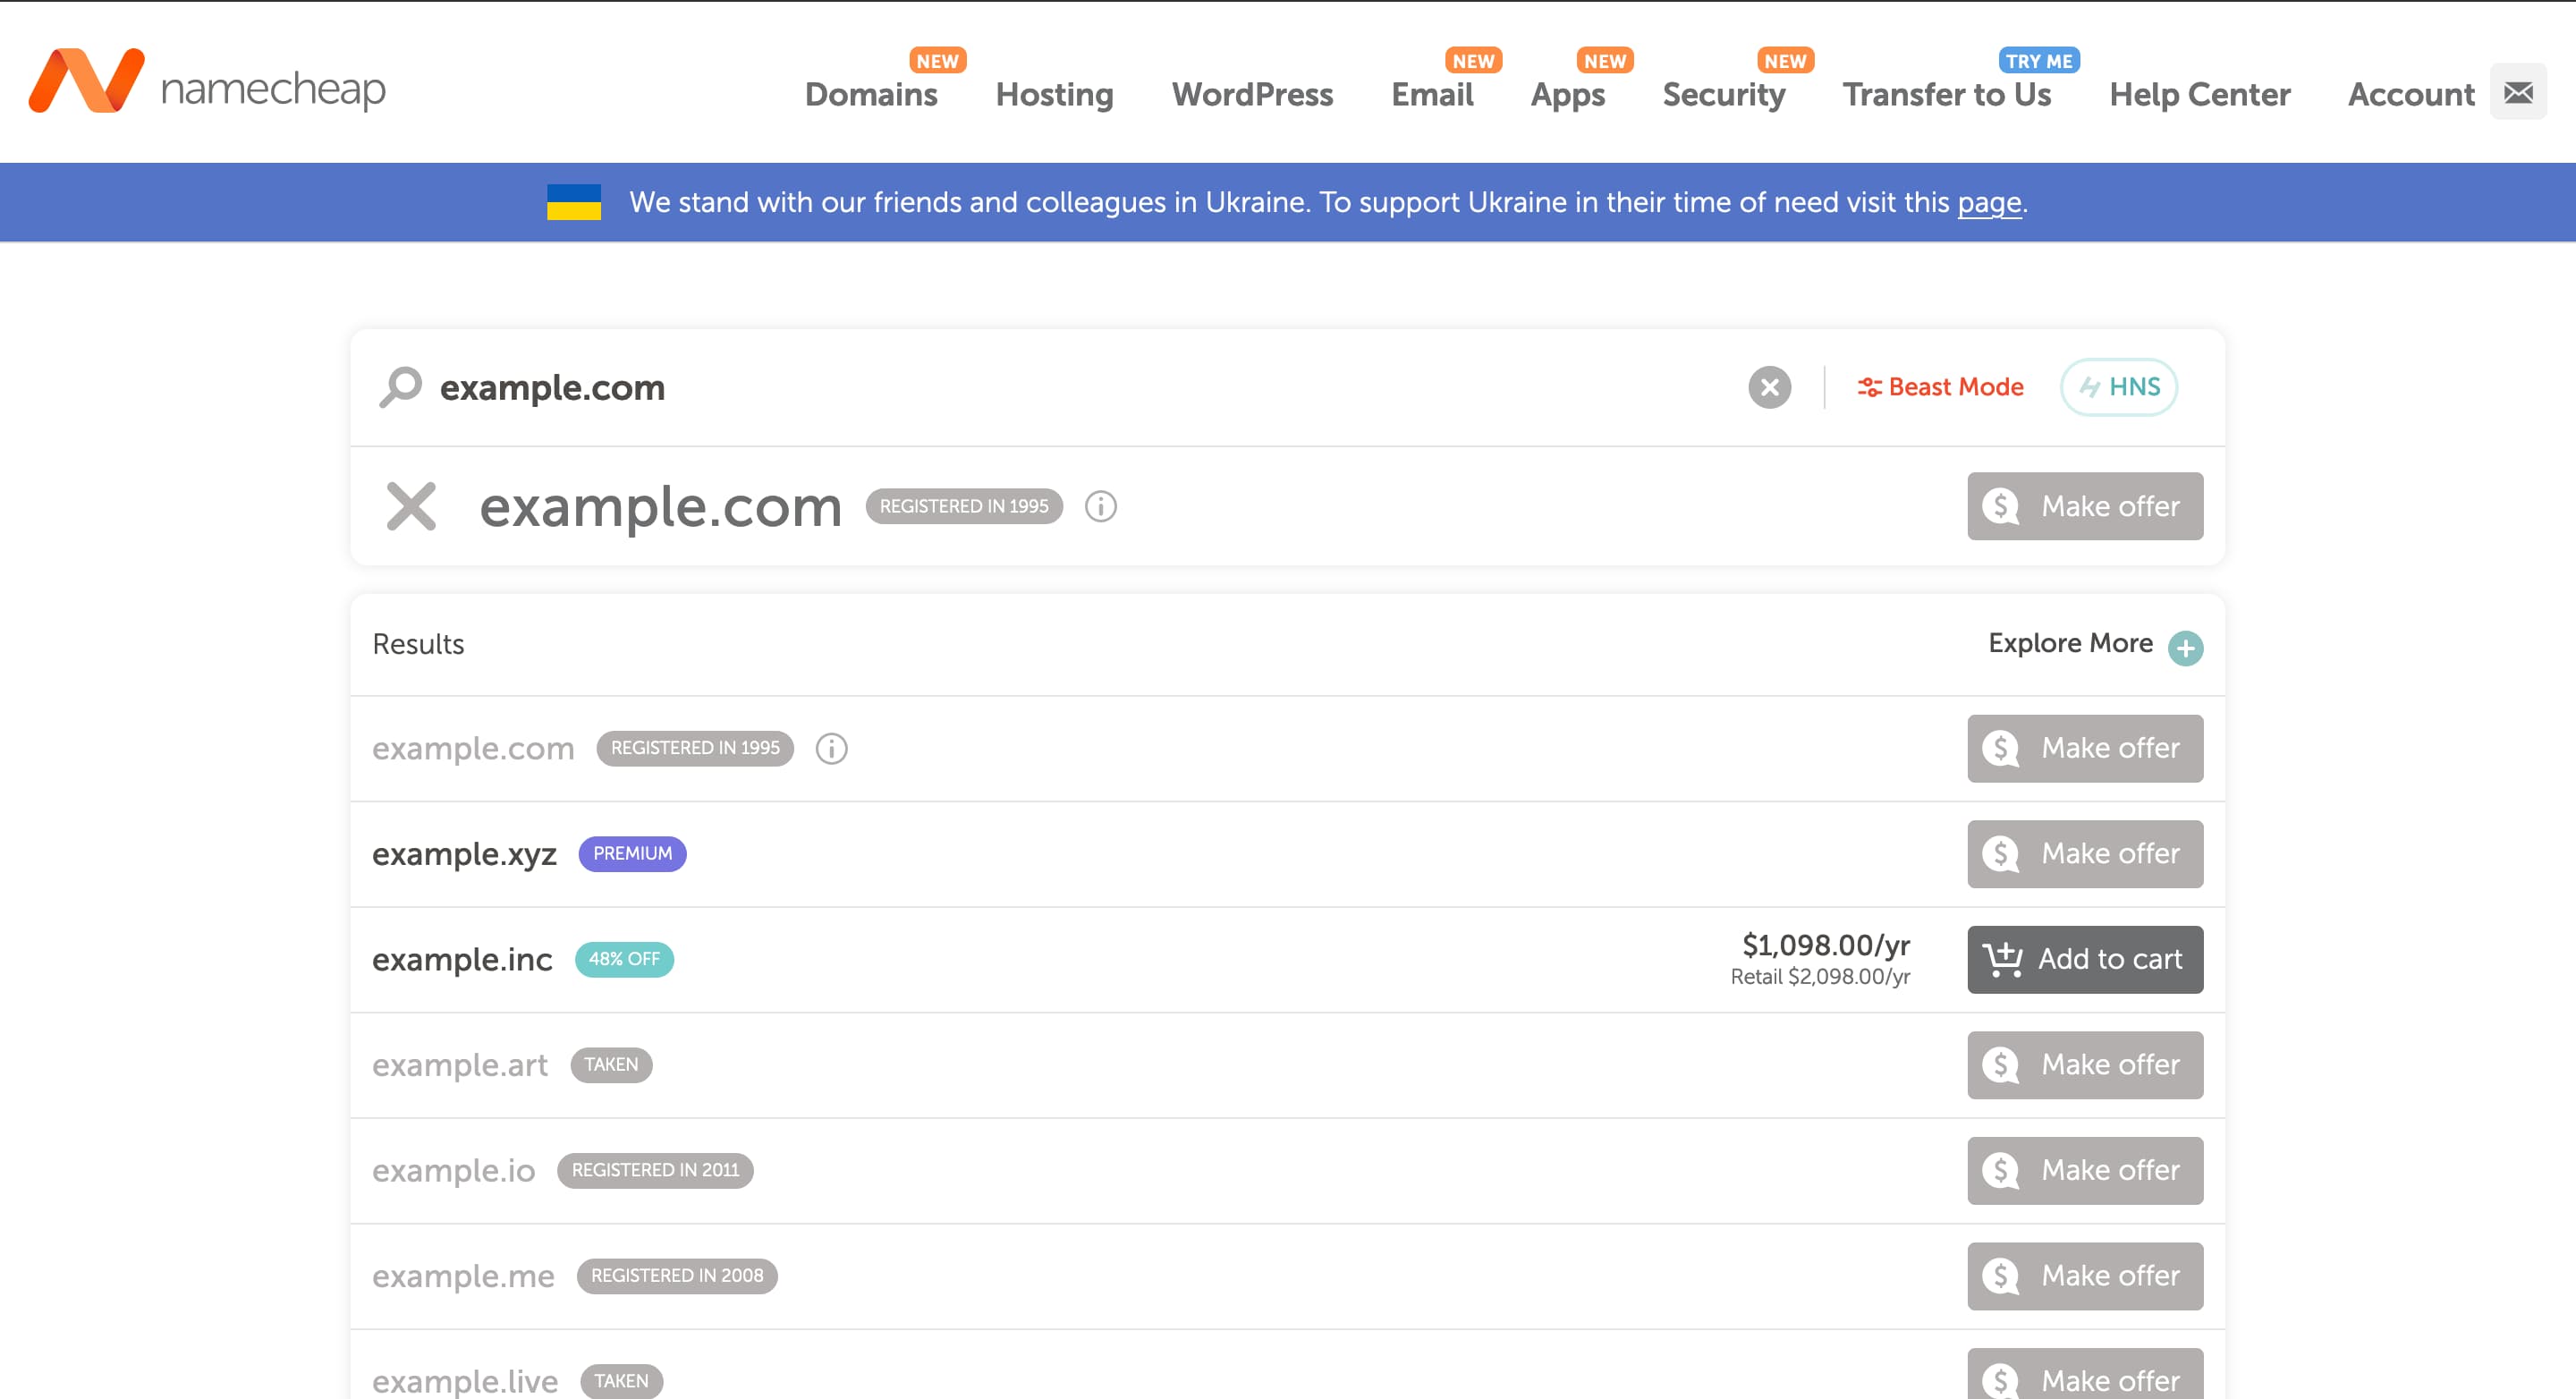 namecheap
NEW NEW NEW NEW TRY ME
Domains Hosting WordPress Email Apps Security Transfer to Us Help Center Account
We stand with our friends and colleagues in Ukraine. To support Ukraine in their time of need visit this page.
example.com Beast Mode HNS
example.com REGISTERED IN 1995 Make offer
Results Explore More
example.com REGISTERED IN 1995 Make offer
example.xyz PREMIUM Make offer
example.inc 48% OFF $1,098.00/yr Add to cart
Retail $2,098.00/yr
example.art TAKEN Make offer
example.io REGISTERED IN 2011 Make offer
example.me REGISTERED IN 2008 Make offer
example.live TAKEN Make offer